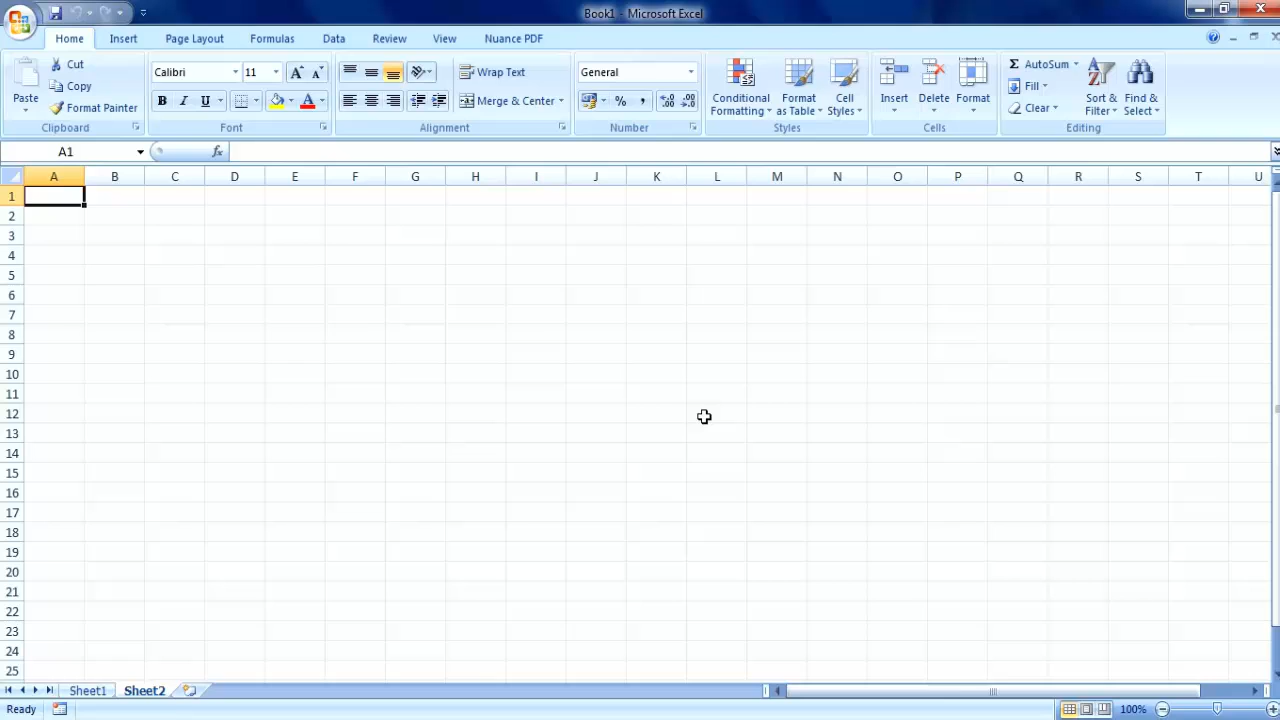 Book1 - Microsoft Excel
Home Insert Page Layout Formulas Data Review View Nuance PDF
Cut Calibri 11 Wrap Text General AutoSum
Copy Fill
Paste Conditional Format Cell Insert Delete Format Sort & Find &
Format Painter B I U Merge & Center % , Formatting as Table Styles Clear Filter Select
Clipboard Font Alignment Number Styles Cells Editing
A1 fx
A B C D E F G H I J K L M N O P Q R S T U
1
2
3
4
5
6
7
8
9
10
11
12
13
14
15
16
17
18
19
20
21
22
23
24
25
Sheet1 Sheet2
Ready 100%